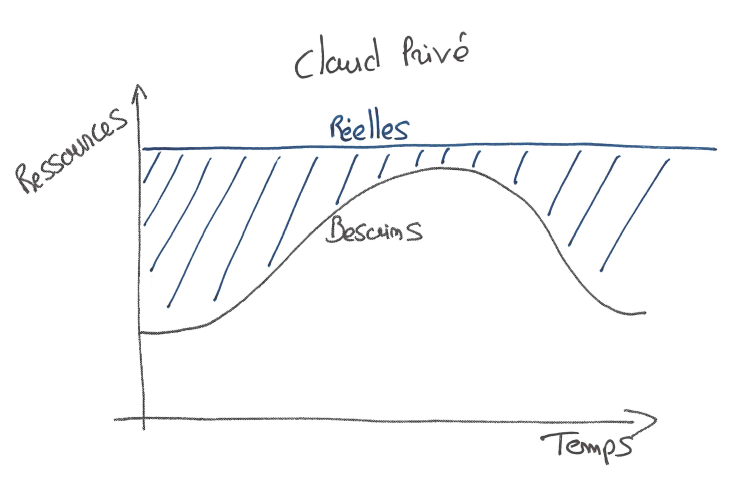 Cloud Privé
Réelles
Ressources
Besoins
Temps